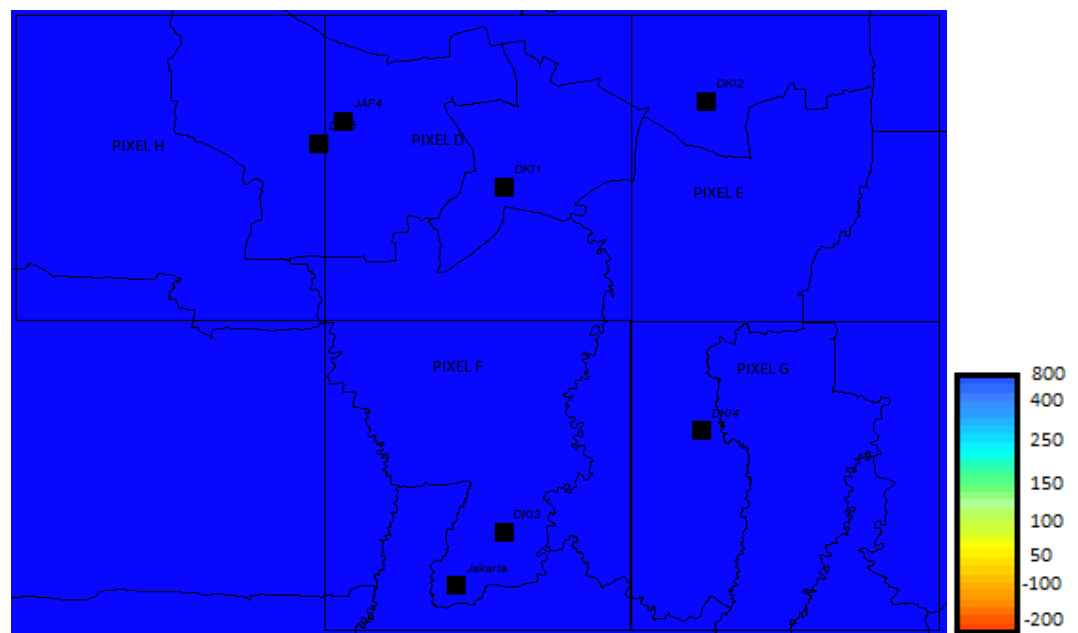 DKI2
JAF4
PIXEL H
PIXEL D
DKI1
PIXEL E
PIXEL F
PIXEL G
800
400
DKI4
250
150
DKI3
100
50
Jakarta
-100
-200